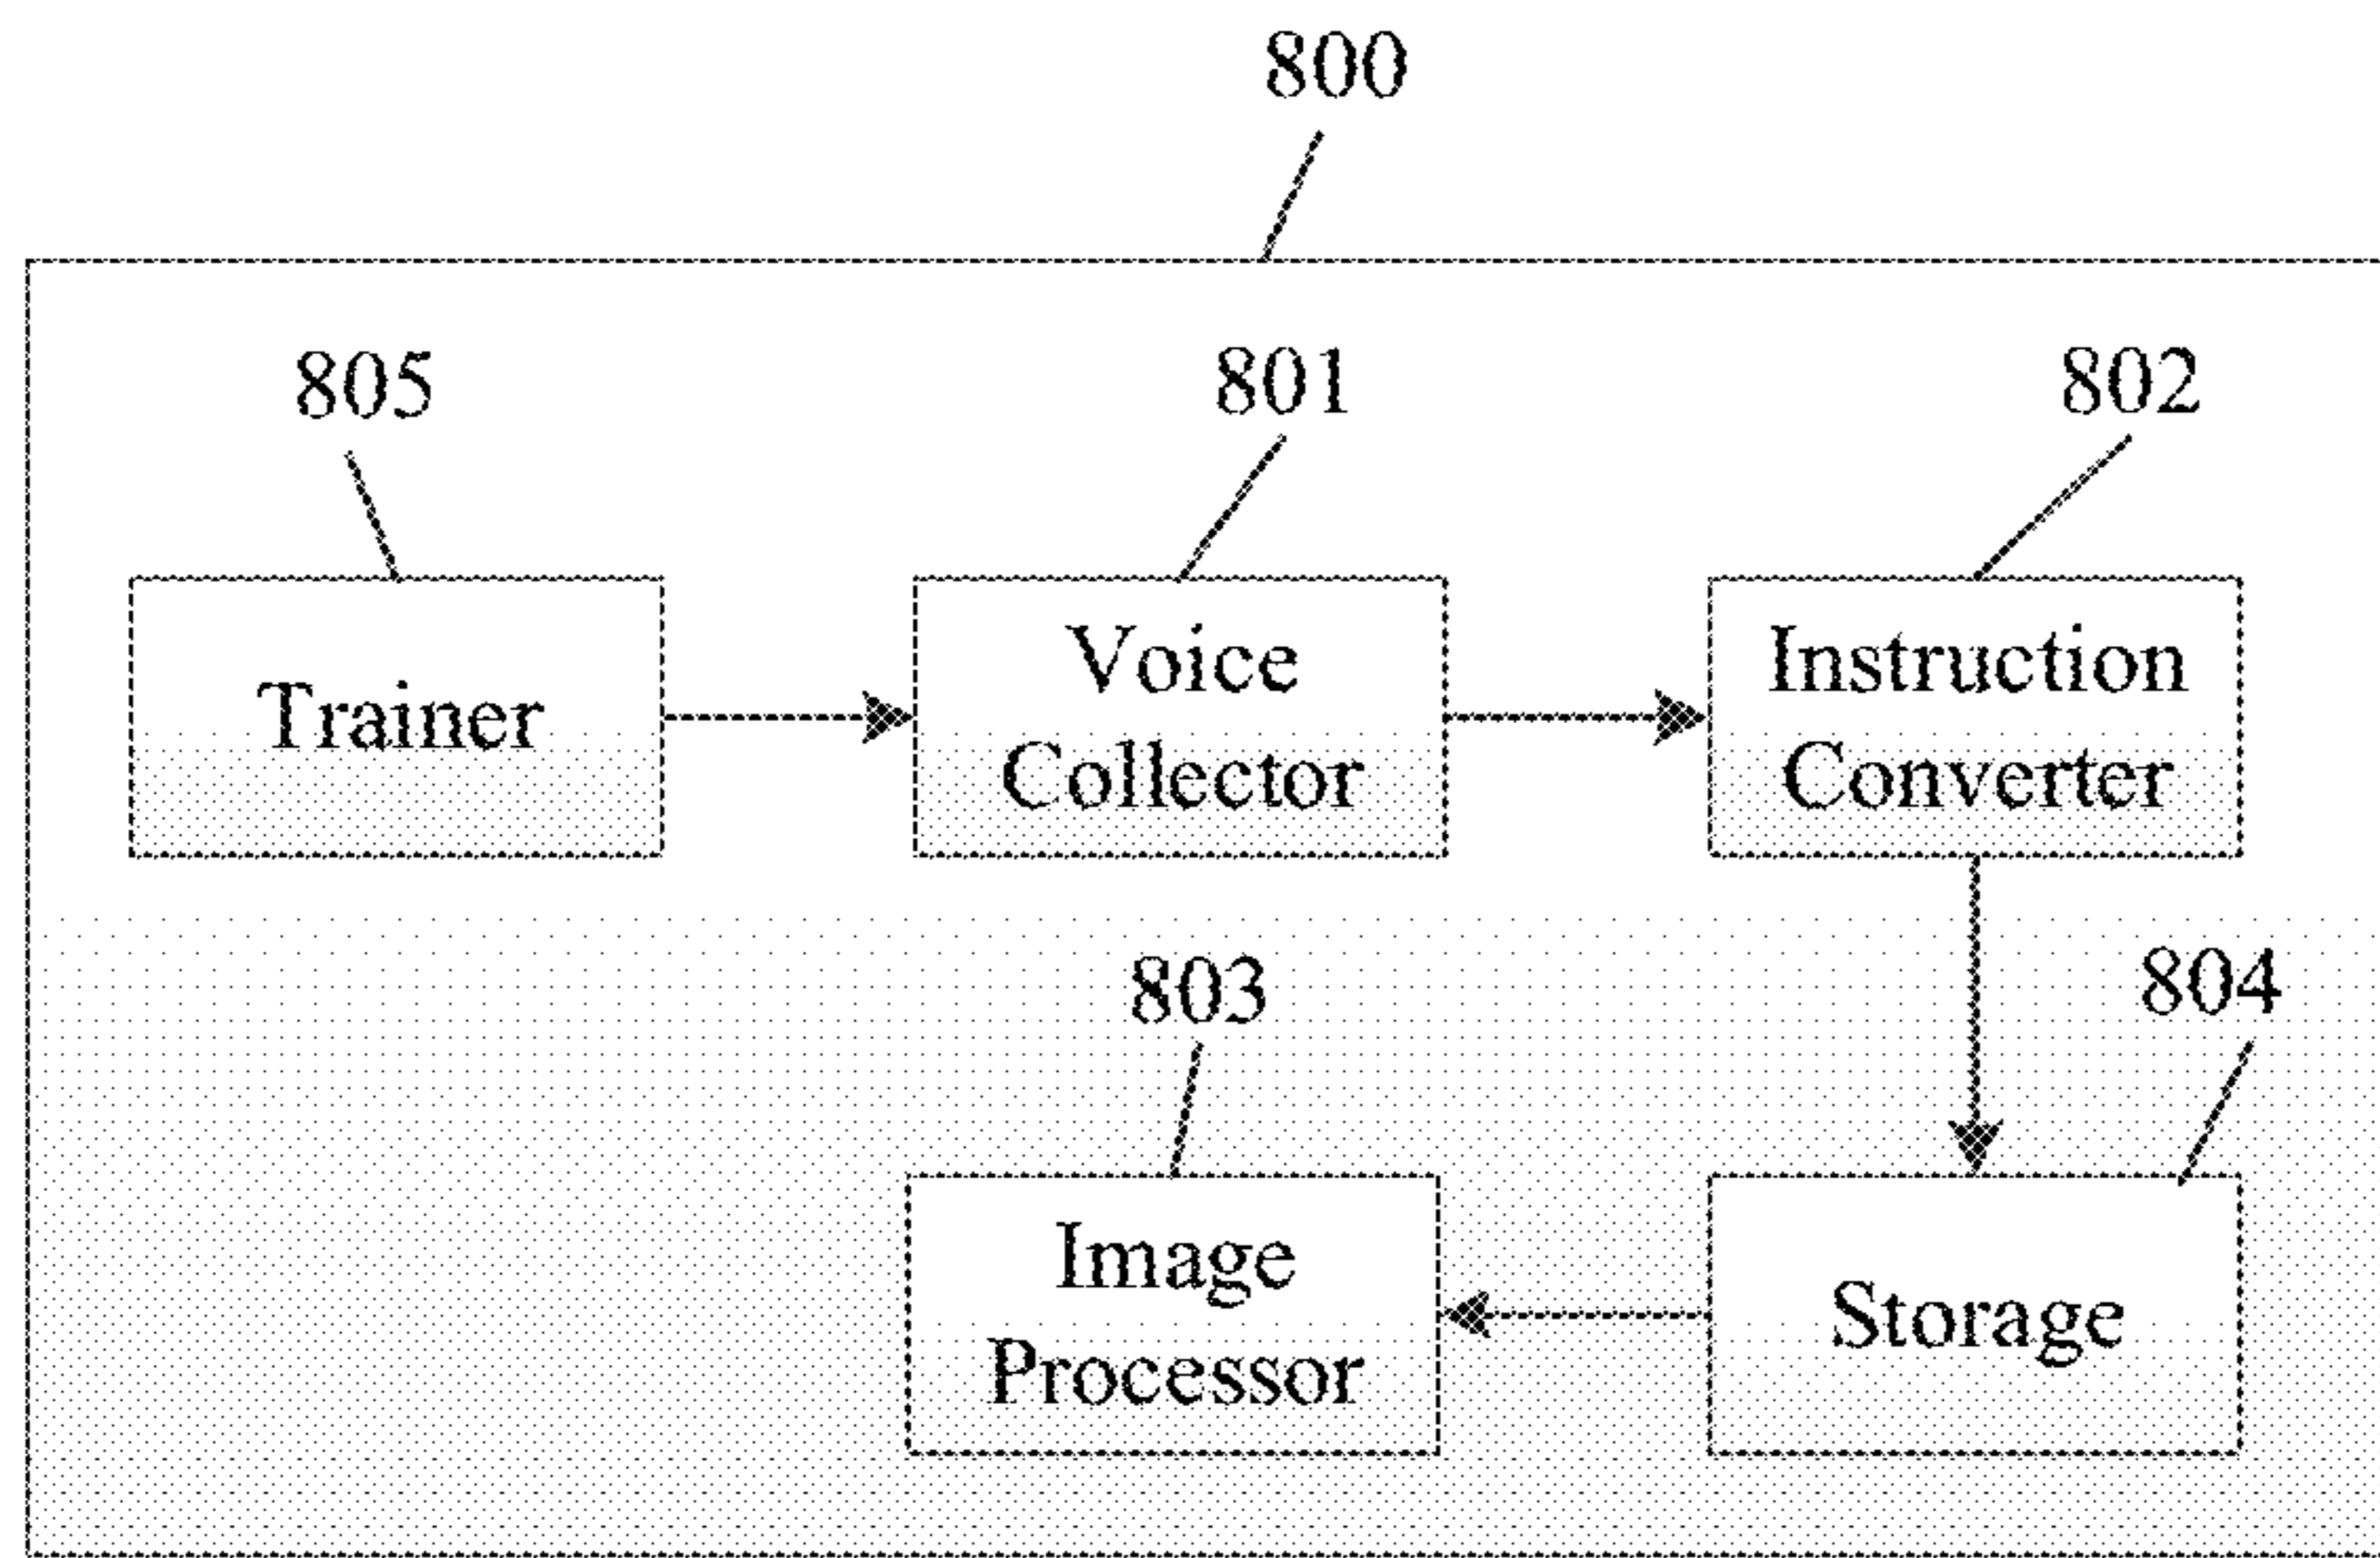 800
805
801
802
Trainer
Voice
Collector
Instruction
Converter
803
804
Image
Processor
Storage